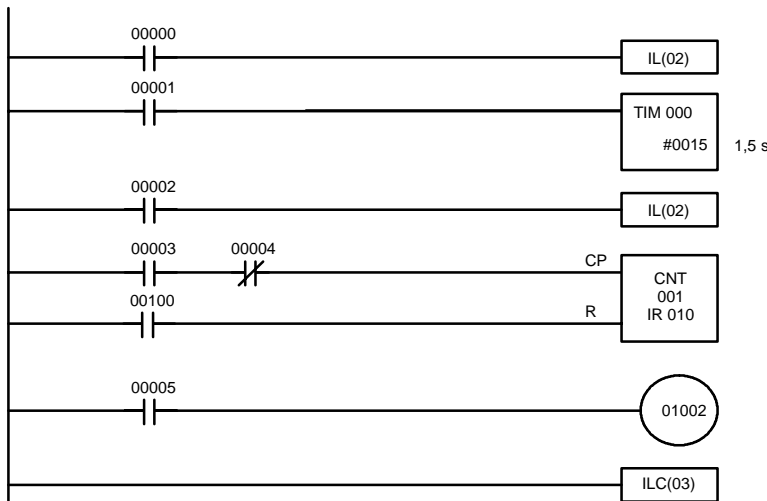 00000
IL(02)
00001
TIM 000
#0015 1,5 s
00002
IL(02)
00003 00004
CP
CNT
001
IR 010
00100
R
00005
01002
ILC(03)